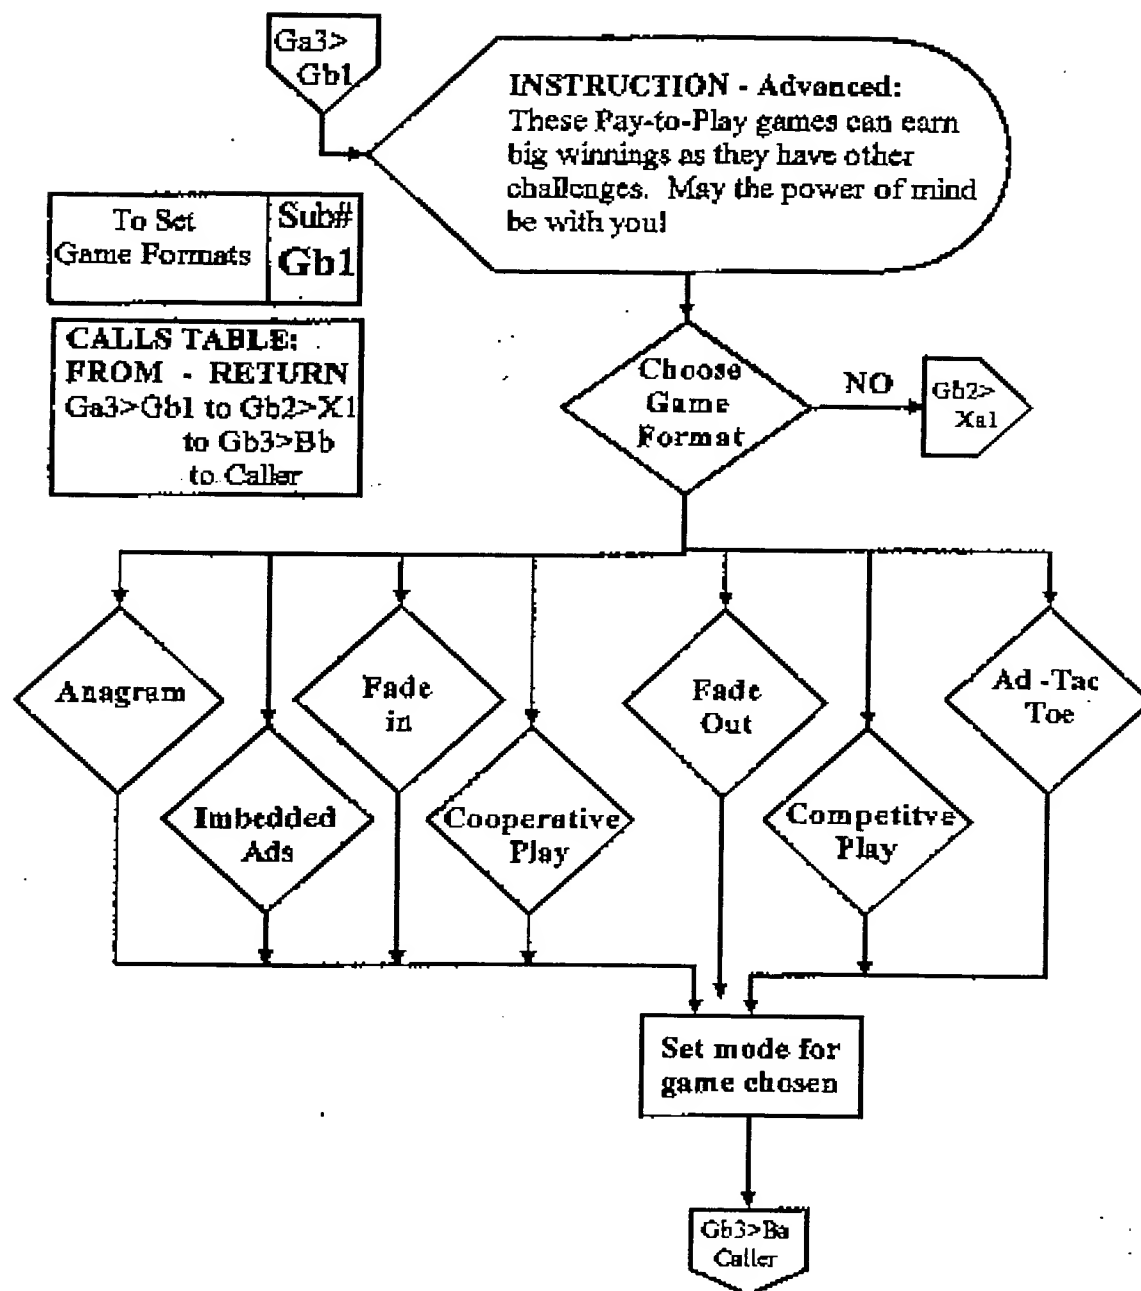 Ga3>
Gb1
INSTRUCTION - Advanced:
These Pay-to-Play games can earn
big winnings as they have other
challenges. May the power of mind
be with you!
To Set
Game Formats
Sub#
Gb1
CALLS TABLE:
FROM - RETURN
Ga3>Gb1 to Gb2>X1
to Gb3>Bb
to Caller
Choose
Game
Format
NO
Gb2>
Xa1
Anagram
Fade
in
Fade
Out
Ad -Tac
Toe
Imbedded
Ads
Cooperative
Play
Competitve
Play
Set mode for
game chosen
Gb3>Ba
Caller